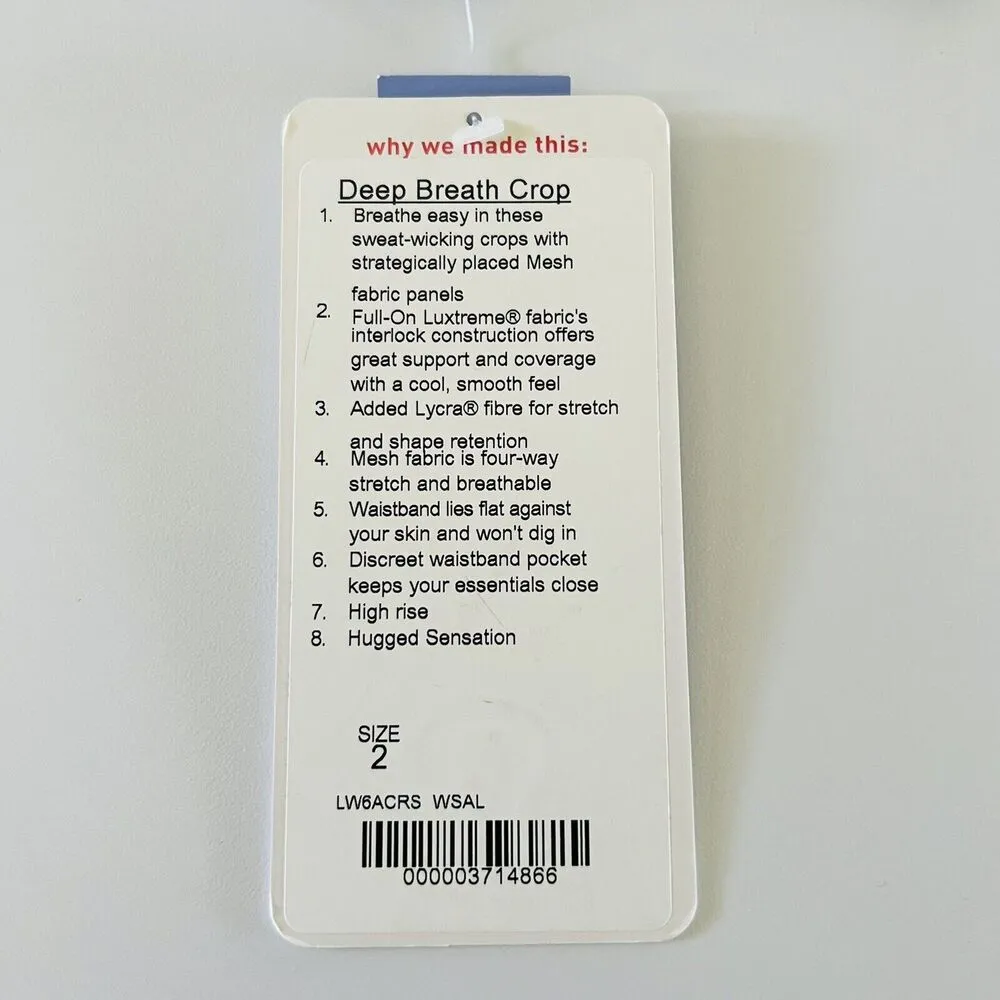 why we made this:
Deep Breath Crop
1. Breathe easy in these
sweat-wicking crops with
strategically placed Mesh
fabric panels
2. Full-On Luxtreme® fabric's
interlock construction offers
great support and coverage
with a cool, smooth feel
3. Added Lycra® fibre for stretch
and shape retention
4. Mesh fabric is four-way
stretch and breathable
5. Waistband lies flat against
your skin and won't dig in
6. Discreet waistband pocket
keeps your essentials close
7. High rise
8. Hugged Sensation
SIZE
2
LW6ACRS WSAL
000003714866